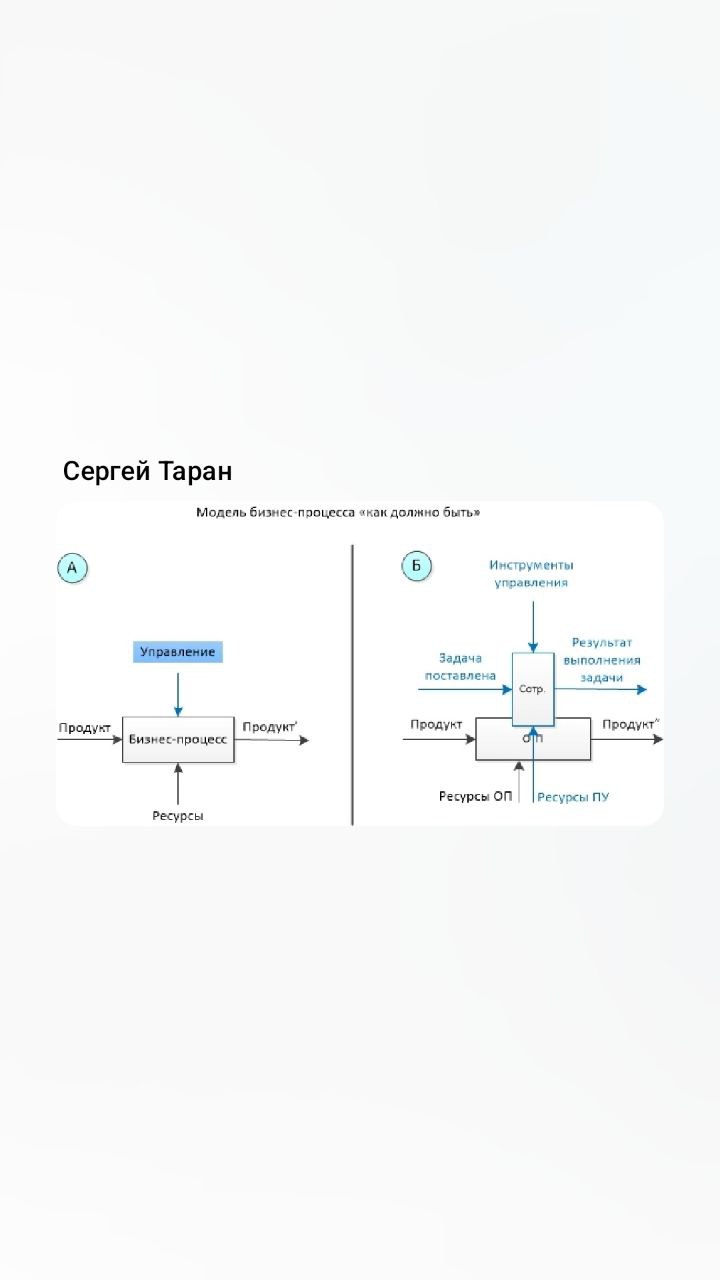 Сергей Таран
Модель бизнес-процесса «как должно быть»
А
Управление
Продукт
Бизнес-процесс
Продукт'
Ресурсы
Б
Инструменты
управления
Задача
поставлена
Сотр.
Результат
выполнения
задачи
Продукт
ОП
Продукт"
Ресурсы ОП
Ресурсы ПУ